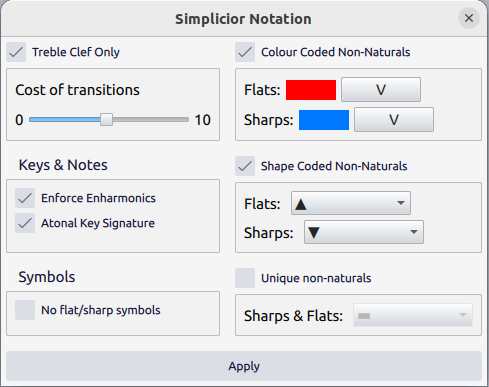 Simplicior Notation
Treble Clef Only
Cost of transitions
0 10
Keys & Notes
Enforce Enharmonics
Atonal Key Signature
Symbols
No flat/sharp symbols
Colour Coded Non-Naturals
Flats: V
Sharps: V
Shape Coded Non-Naturals
Flats: ▲
Sharps: ▼
Unique non-naturals
Sharps & Flats:
Apply